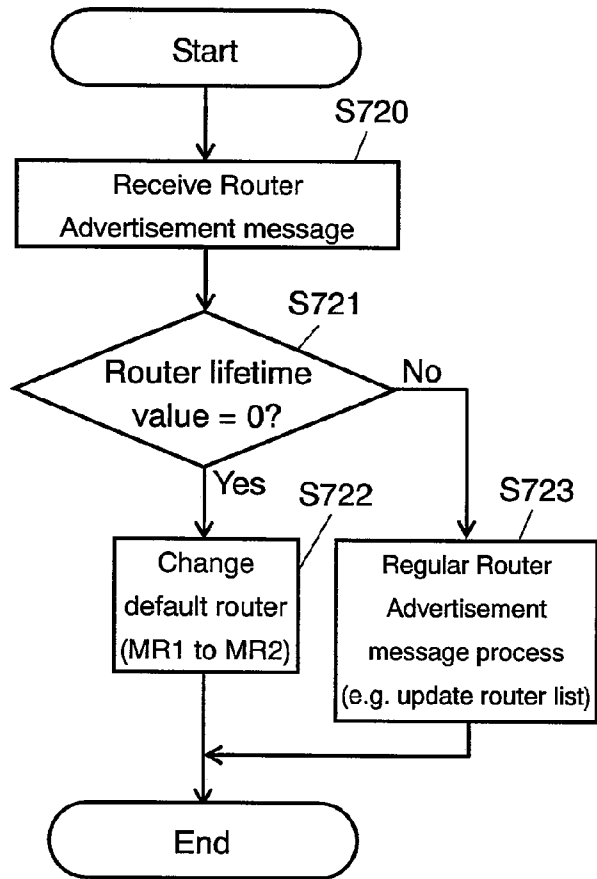 Start
S720
Receive Router
Advertisement message
S721
Router lifetime
value = 0?
No
Yes
S722
Change
default router
(MR1 to MR2)
S723
Regular Router
Advertisement
message process
(e.g. update router list)
End